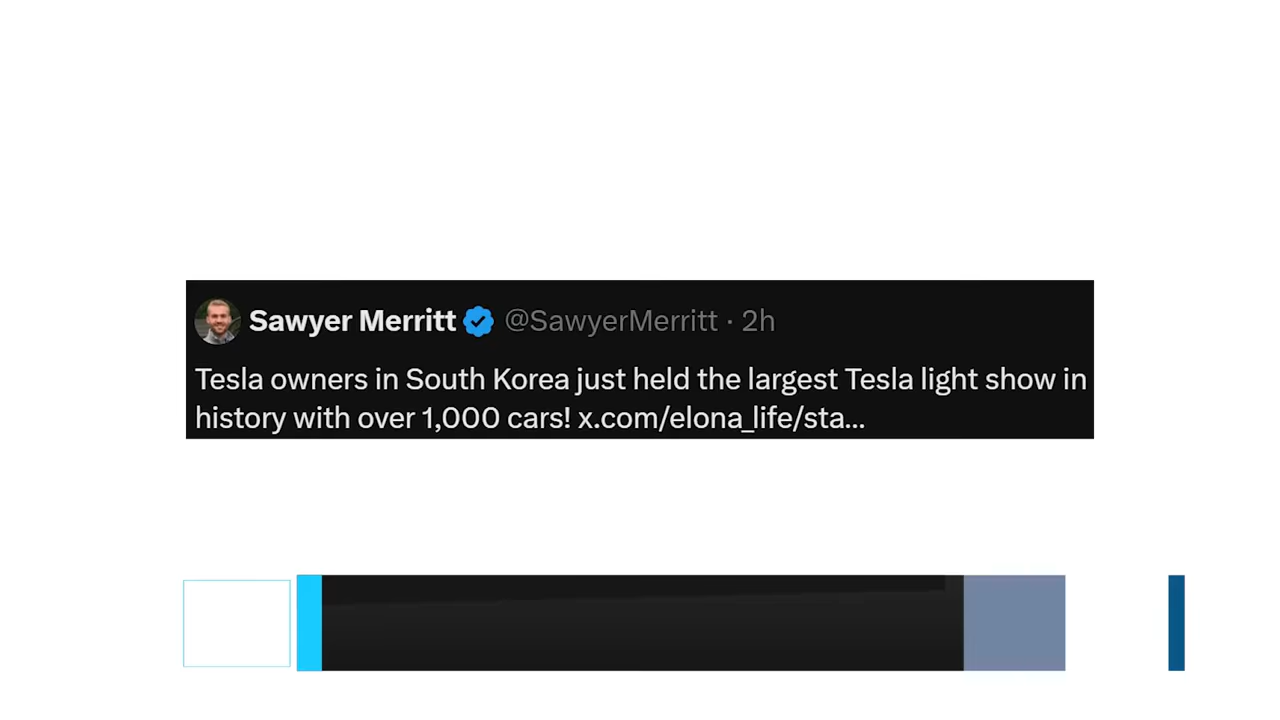 Sawyer Merritt @SawyerMerritt · 2h
Tesla owners in South Korea just held the largest Tesla light show in
history with over 1,000 cars! x.com/elona_life/sta...